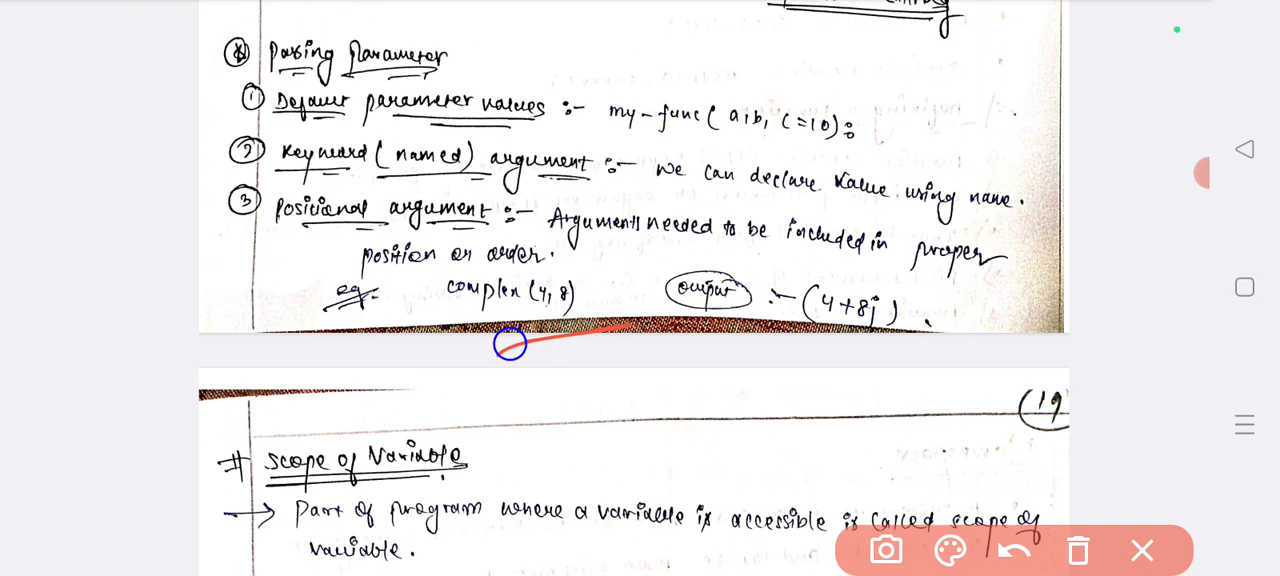 Passing Parameter
① Default parameter values :- my-func( a,b, c=10):
② Keyword (named) argument :- we can declare value using name.
③ positional argument :- Arguments needed to be included in proper
position or order.
eg:- complex (4, 8) output :- (4+8j).
(19
# Scope of Variable
→ Part of program where a variable is accessible is called scope of
variable.